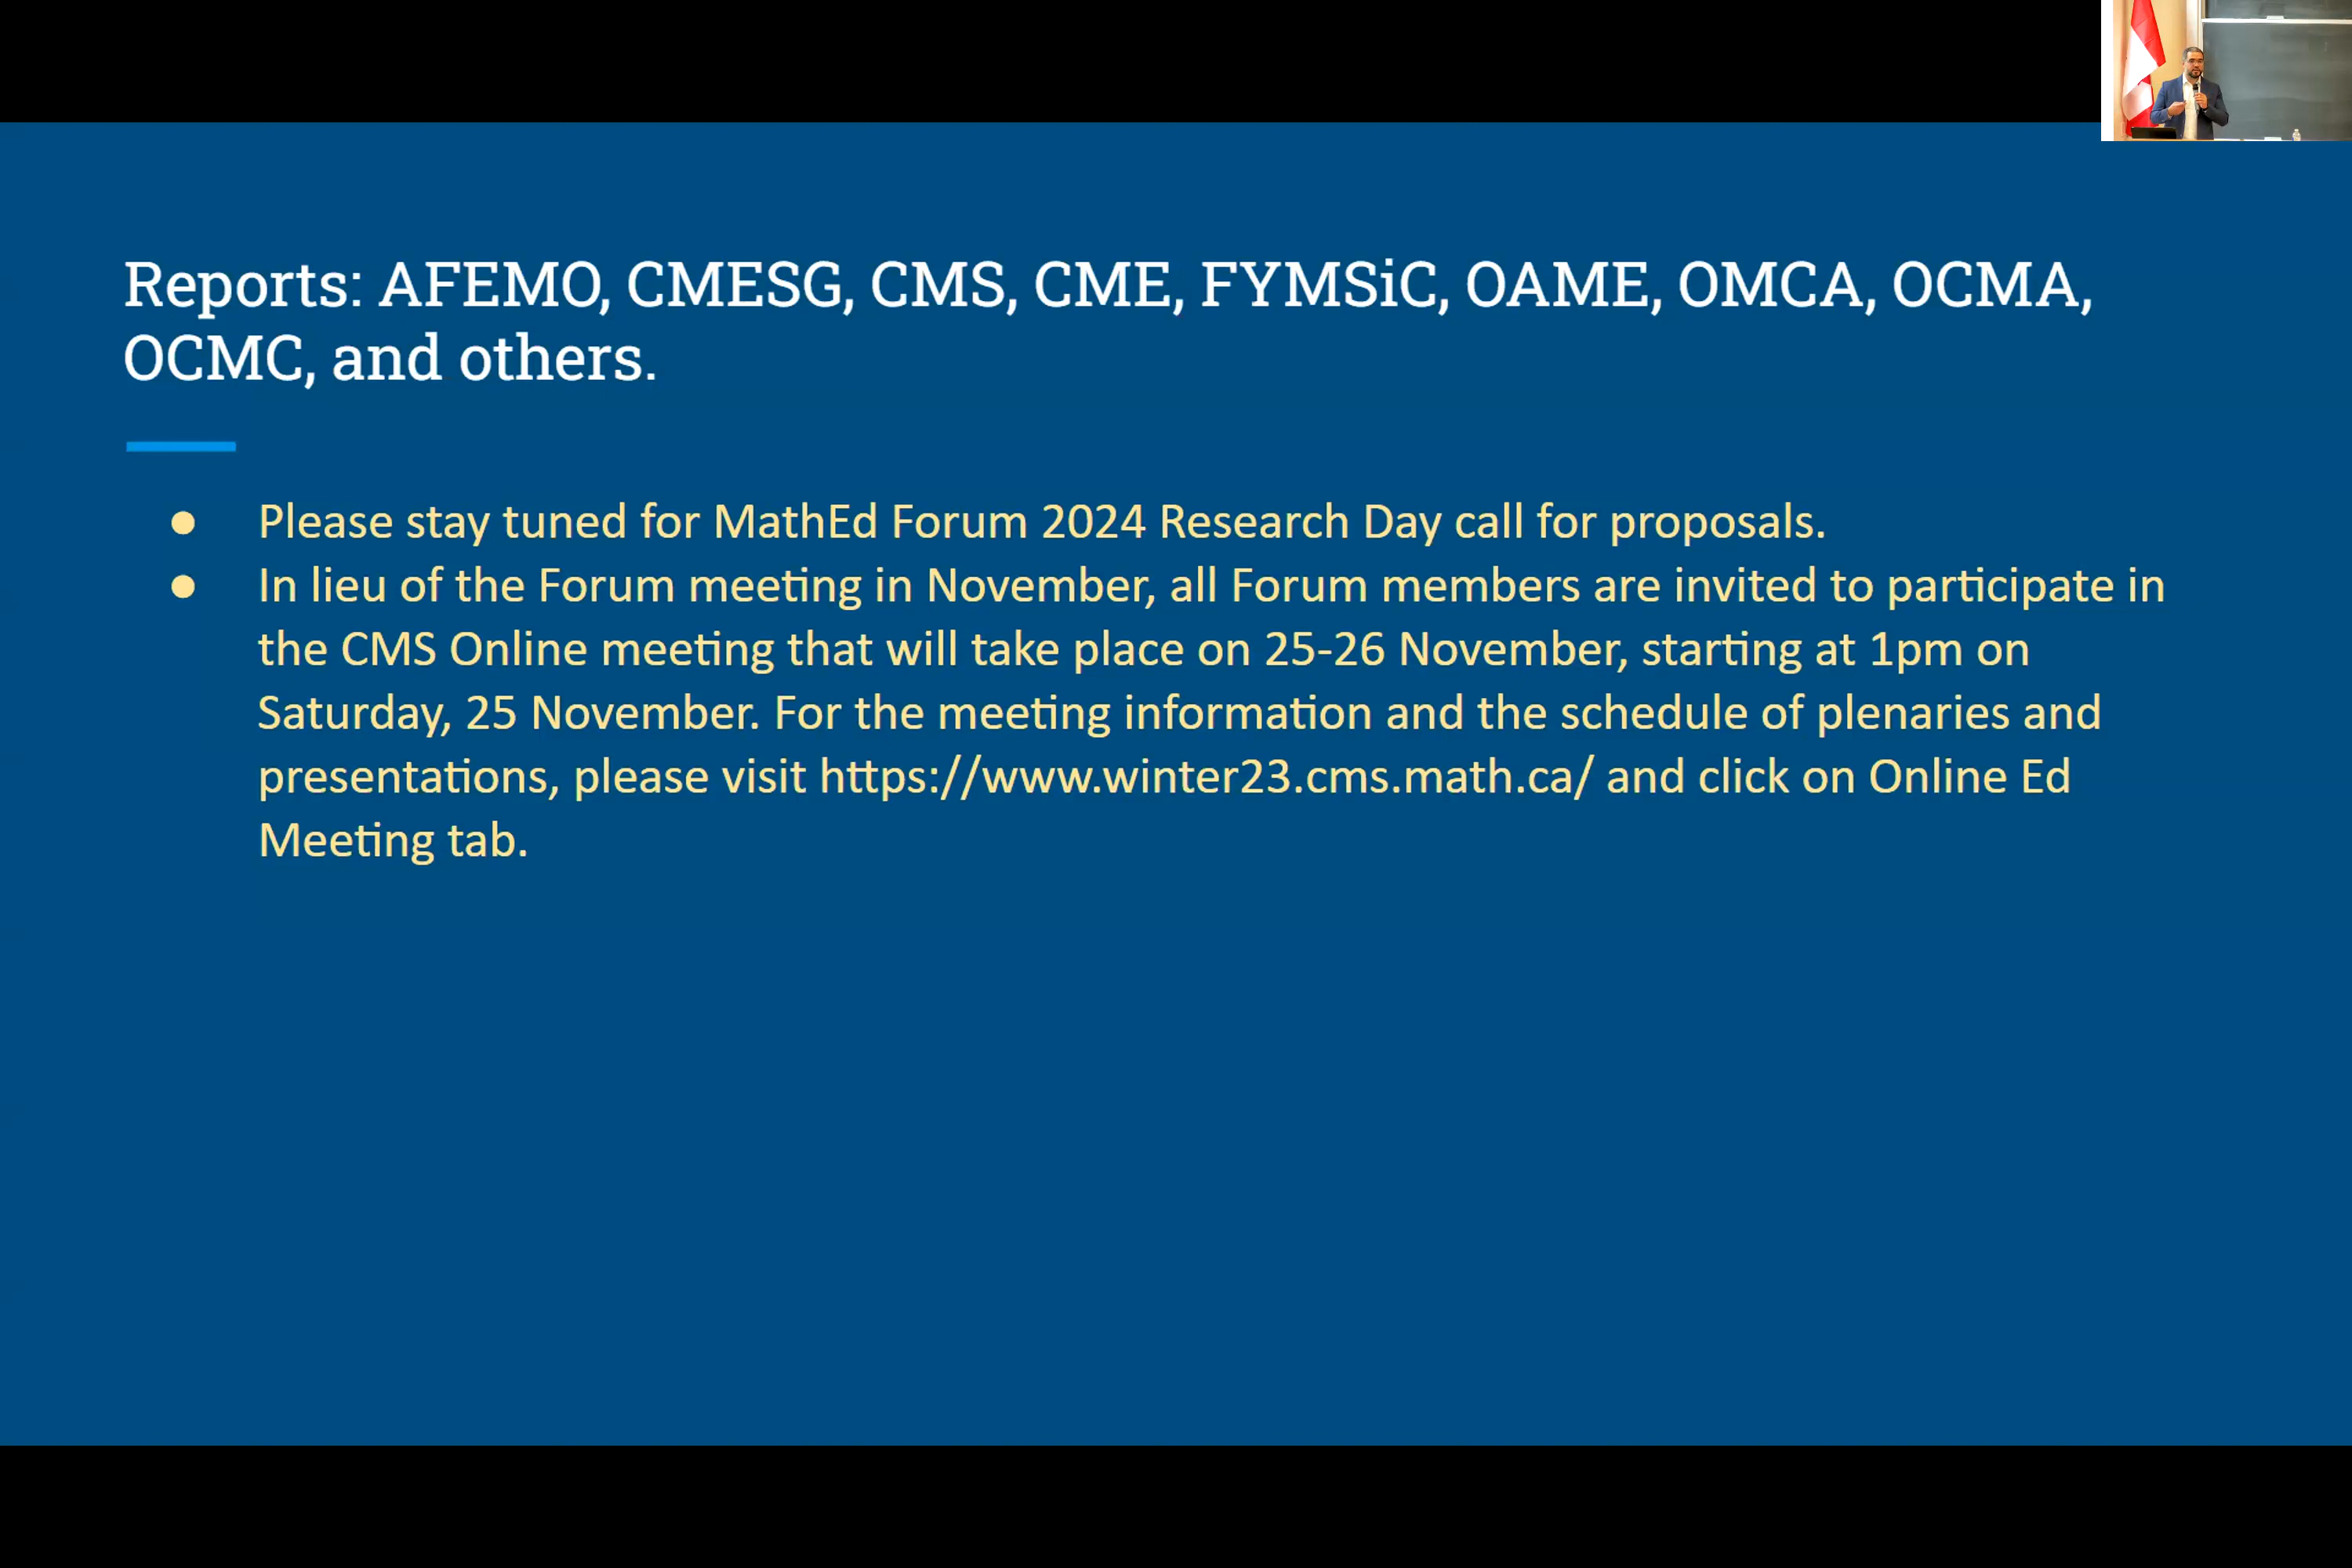 Reports: AFEMO, CMESG, CMS, CME, FYMSiC, OAME, OMCA, OCMA,
OCMC, and others.
● Please stay tuned for MathEd Forum 2024 Research Day call for proposals.
● In lieu of the Forum meeting in November, all Forum members are invited to participate in
the CMS Online meeting that will take place on 25-26 November, starting at 1pm on
Saturday, 25 November. For the meeting information and the schedule of plenaries and
presentations, please visit https://www.winter23.cms.math.ca/ and click on Online Ed
Meeting tab.